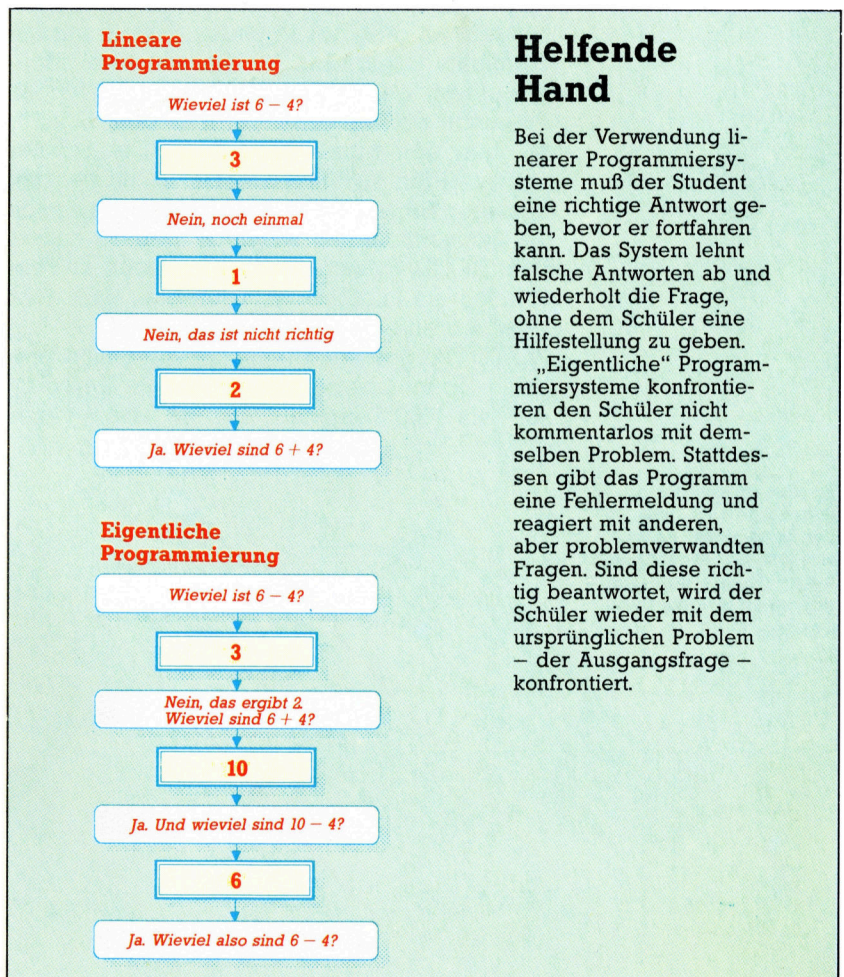 Lineare
Programmierung
Wieviel ist 6 — 4?
3
Nein, noch einmal
1
Nein, das ist nicht richtig
2
Ja. Wieviel sind 6 + 4?
Eigentliche
Programmierung
Wieviel ist 6 — 4?
3
Nein, das ergibt 2.
Wieviel sind 6 + 4?
10
Ja. Und wieviel sind 10 — 4?
6
Ja. Wieviel also sind 6 — 4?
Helfende
Hand
Bei der Verwendung li-
nearer Programmiersy-
steme muß der Student
eine richtige Antwort ge-
ben, bevor er fortfahren
kann. Das System lehnt
falsche Antworten ab und
wiederholt die Frage,
ohne dem Schüler eine
Hilfestellung zu geben.
„Eigentliche“ Program-
miersysteme konfrontie-
ren den Schüler nicht
kommentarlos mit dem-
selben Problem. Stattdes-
sen gibt das Programm
eine Fehlermeldung und
reagiert mit anderen,
aber problemverwandten
Fragen. Sind diese rich-
tig beantwortet, wird der
Schüler wieder mit dem
ursprünglichen Problem
— der Ausgangsfrage —
konfrontiert.